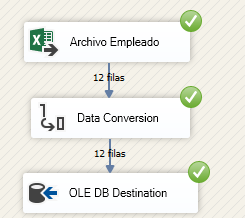 Archivo Empleado
12 filas
Data Conversion
12 filas
OLE DB Destination